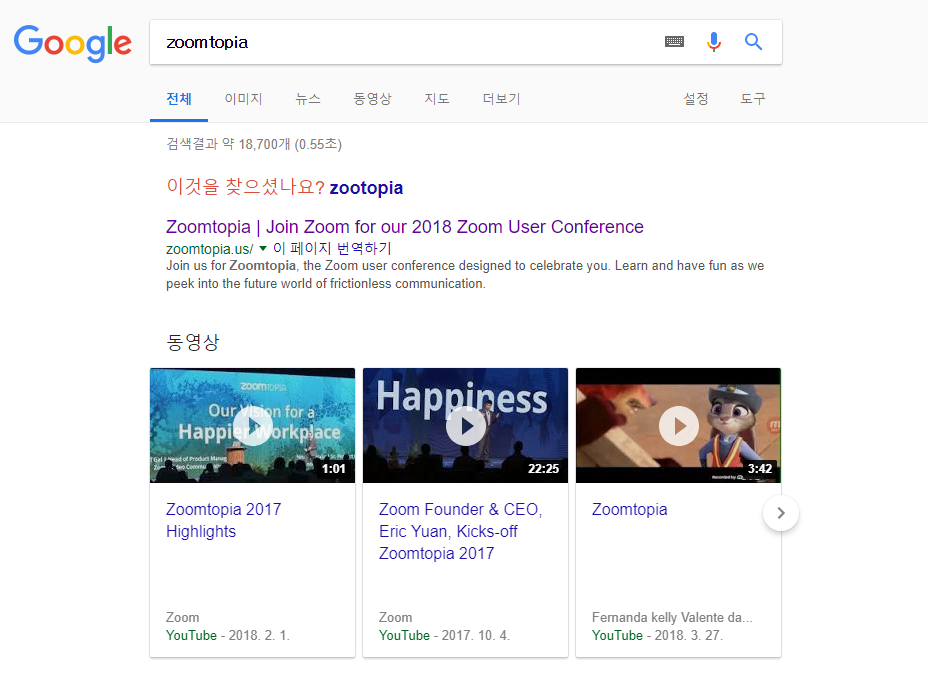 Google
zoomtopia
전체 이미지 뉴스 동영상 지도 더보기 설정 도구
검색결과 약 18,700개 (0.55초)
이것을 찾으셨나요? zootopia
Zoomtopia | Join Zoom for our 2018 Zoom User Conference
zoomtopia.us/ ▼ 이 페이지 번역하기
Join us for Zoomtopia, the Zoom user conference designed to celebrate you. Learn and have fun as we
peek into the future world of frictionless communication.
동영상
zoomtopia
Our Vision for a
Happier Workplace
1:01
Happiness
22:25
3:42
Zoomtopia 2017
Highlights
Zoom
YouTube - 2018. 2. 1.
Zoom Founder & CEO,
Eric Yuan, Kicks-off
Zoomtopia 2017
Zoom
YouTube - 2017. 10. 4.
Zoomtopia
Fernanda kelly Valente da...
YouTube - 2018. 3. 27.